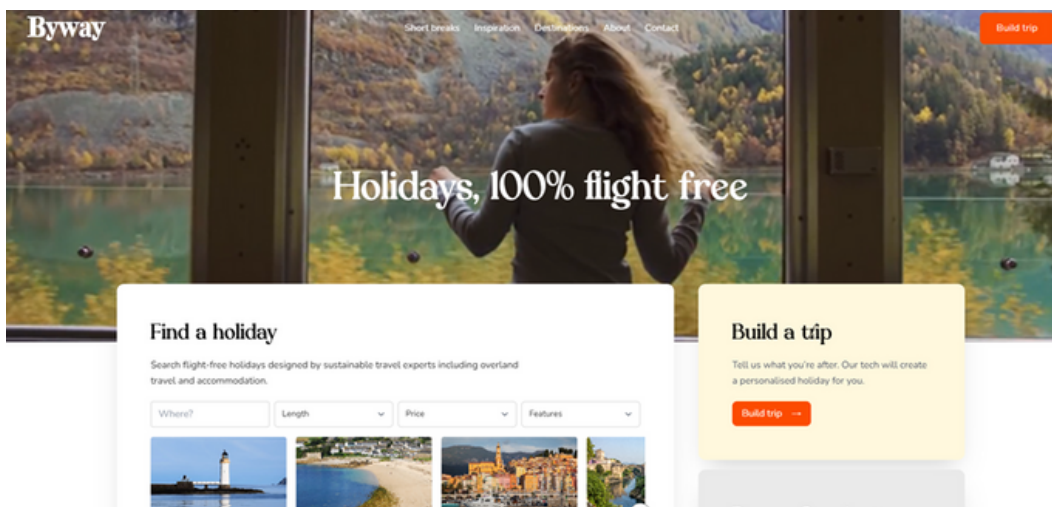 Byway
Short breaks Inspiration Destinations About Contact
Build trip
Holidays, 100% flight free
Find a holiday
Search flight-free holidays designed by sustainable travel experts including overland
travel and accommodation.
Where? Length Price Features
Build a trip
Tell us what you're after. Our tech will create
a personalised holiday for you.
Build trip →